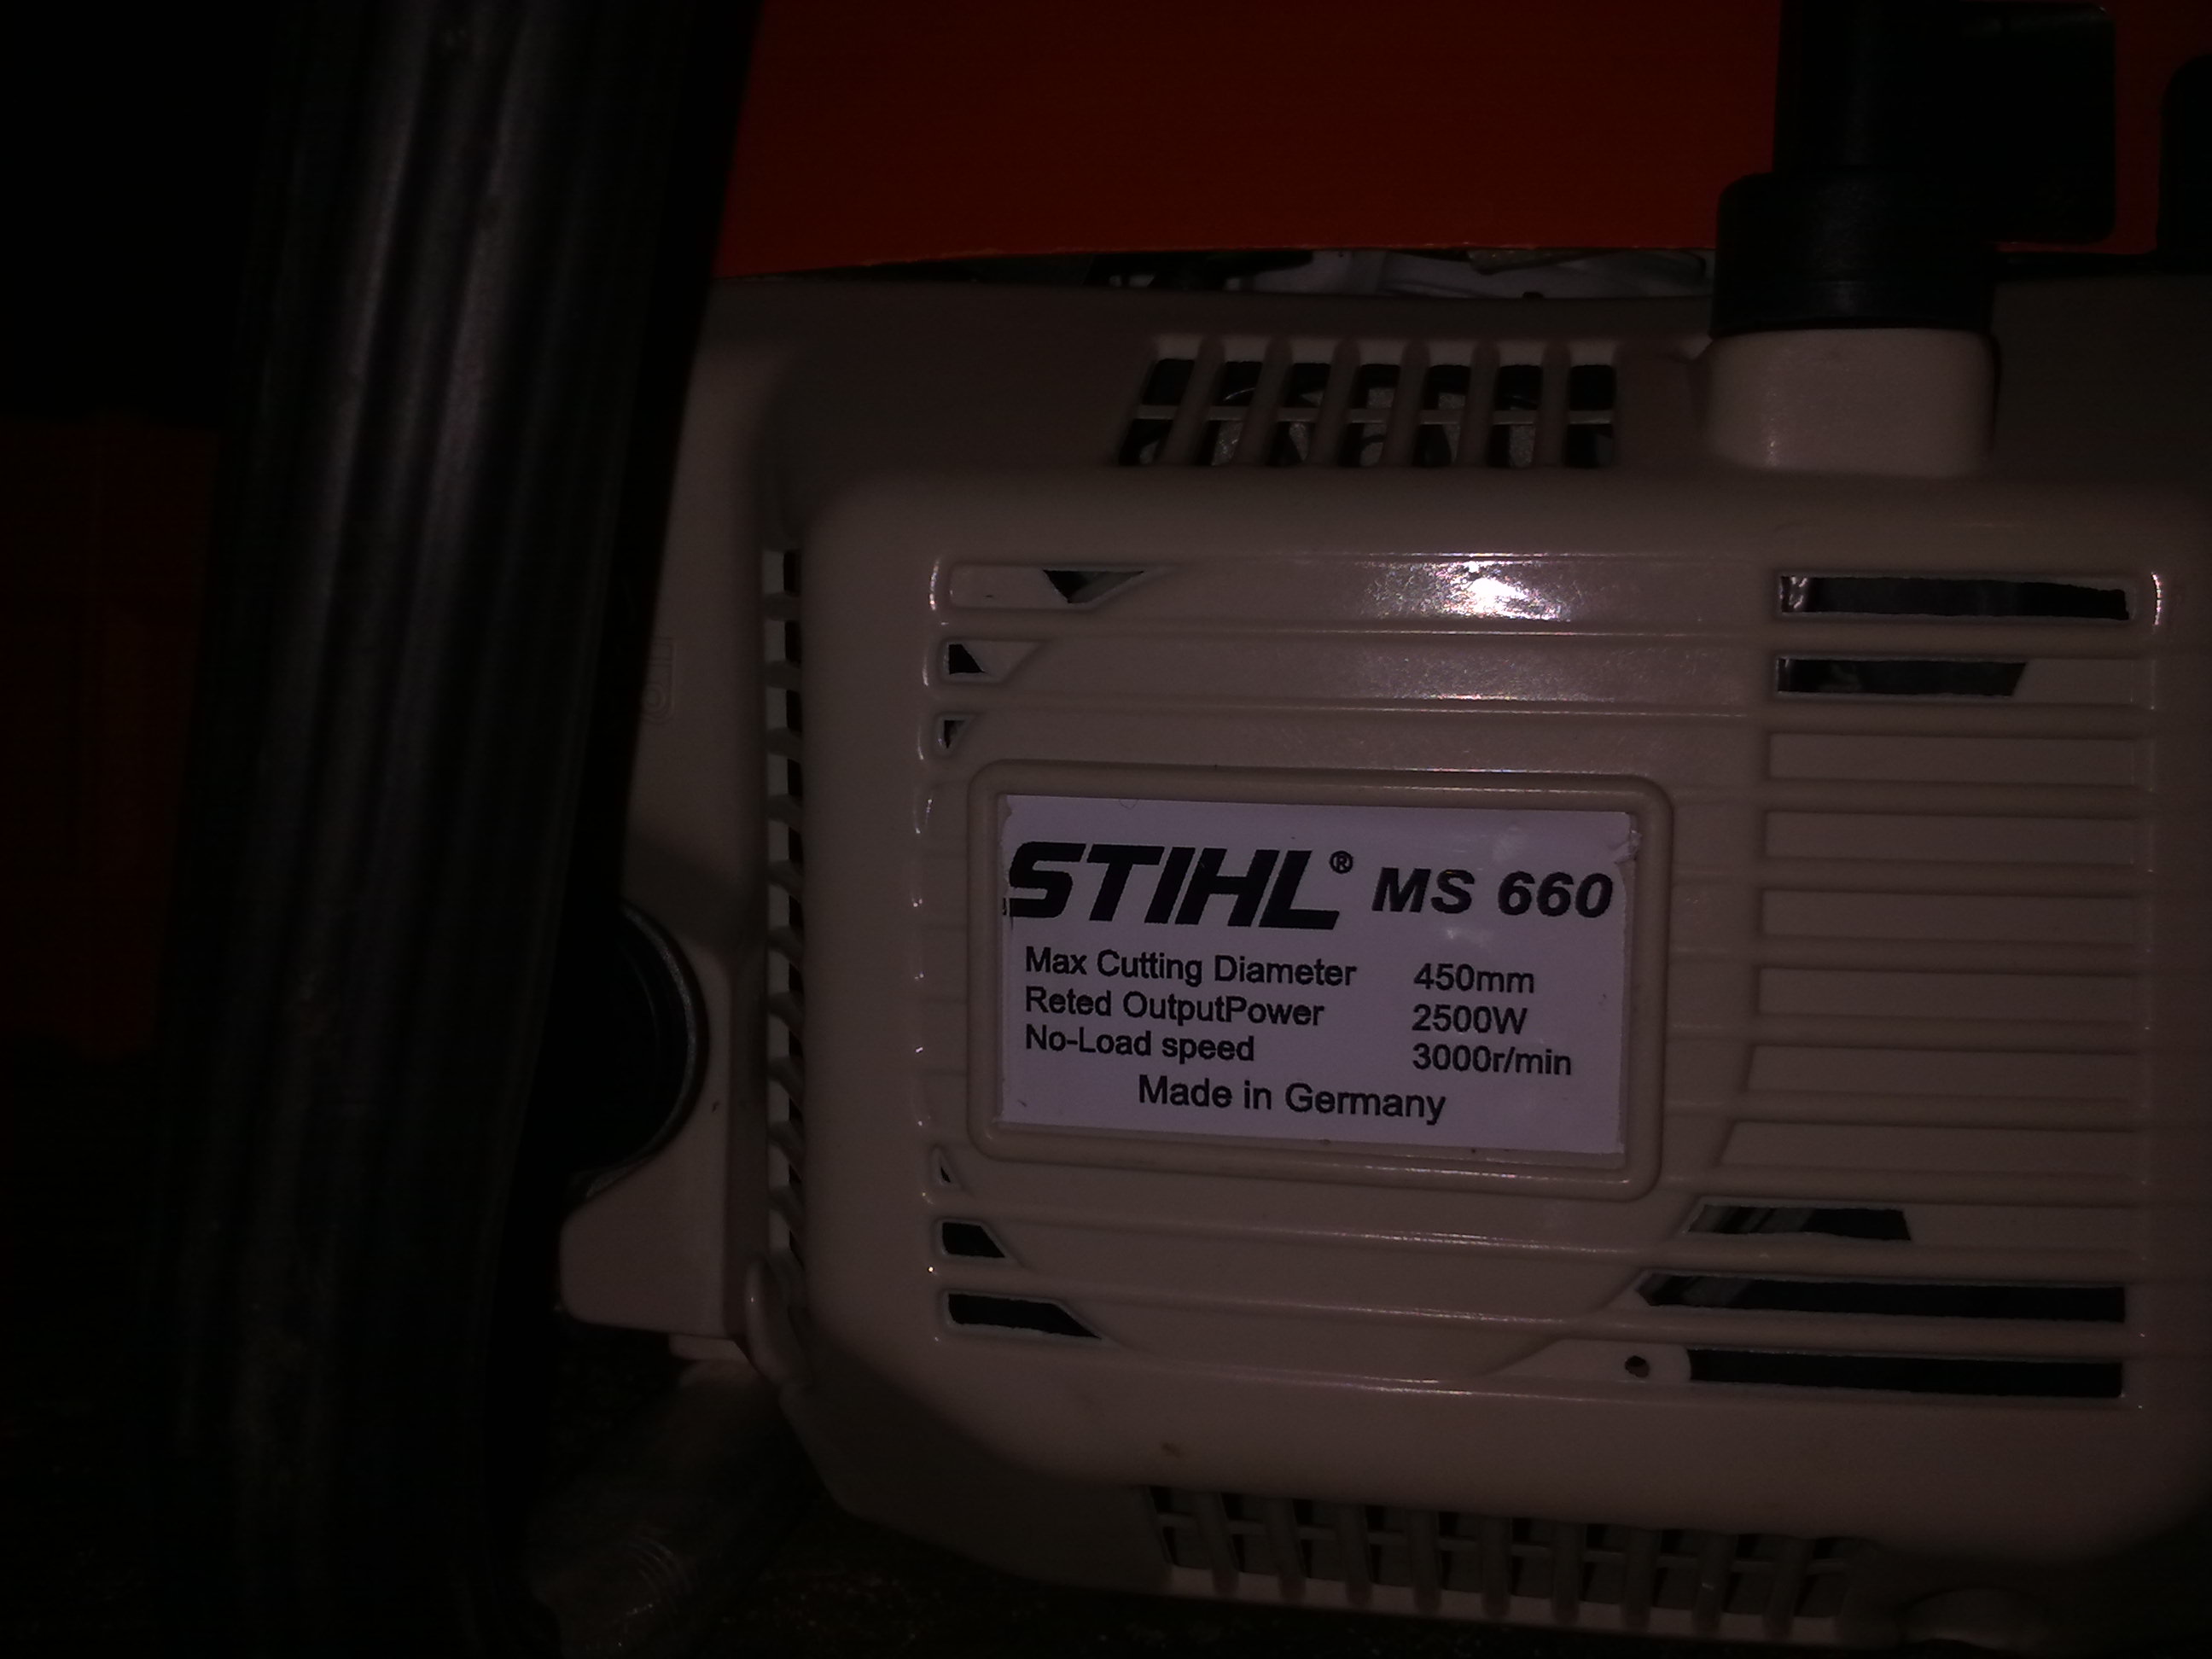 STIHL® MS 660
Max Cutting Diameter 450mm
Reted OutputPower 2500W
No-Load speed 3000r/min
Made in Germany